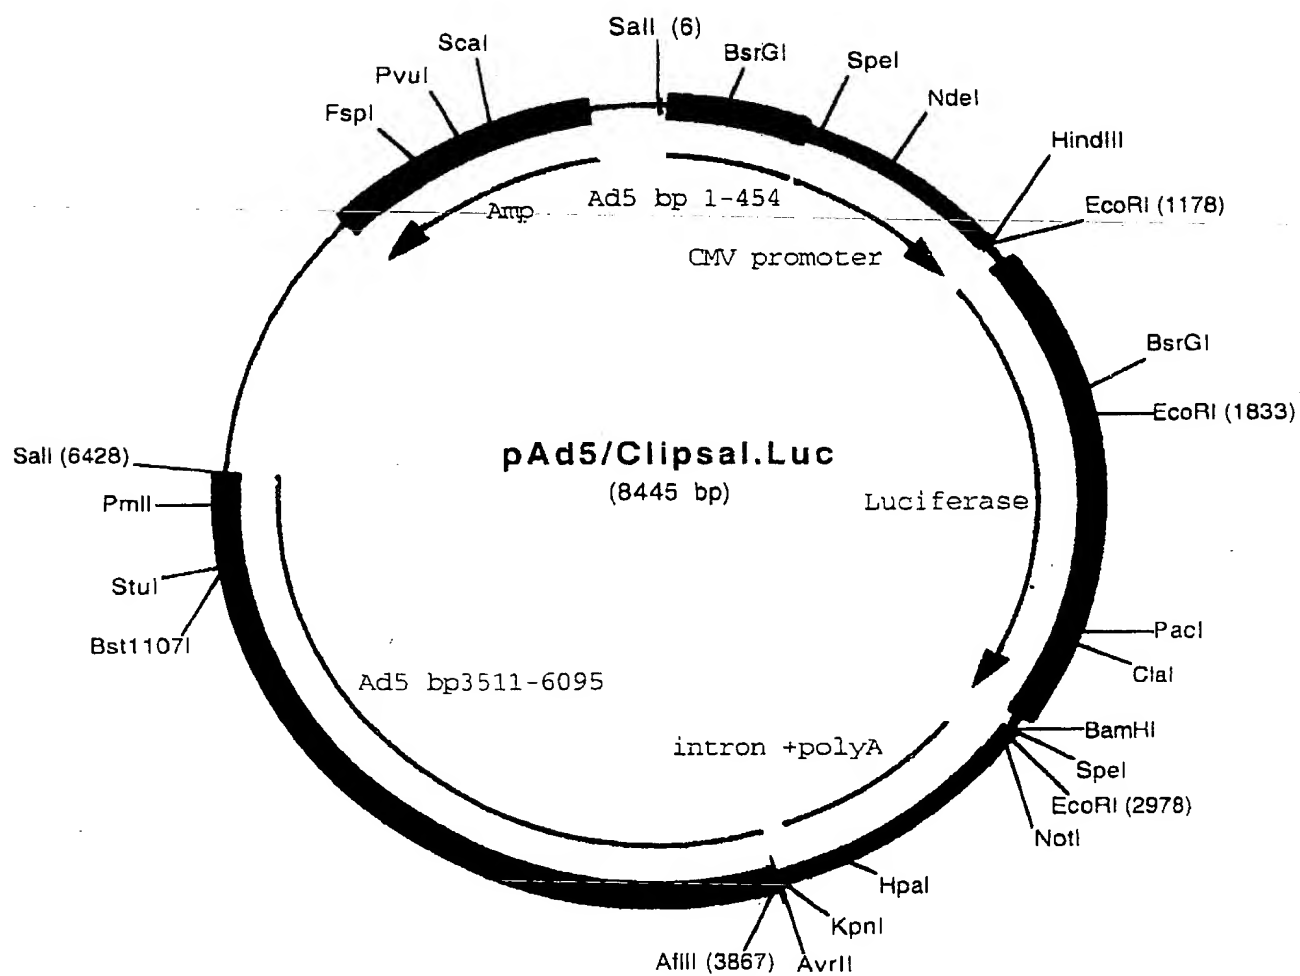 SalI (6)
ScaI
BsrGI
SpeI
PvuI
NdeI
FspI
HindIII
EcoRI (1178)
Amp
Ad5 bp 1-454
CMV promoter
BsrGI
EcoRI (1833)
pAd5/Clipsal.Luc
(8445 bp)
SalI (6428)
PmlI
Luciferase
StuI
Bst1107I
PacI
ClaI
Ad5 bp3511-6095
BamHI
intron +polyA
SpeI
EcoRI (2978)
NotI
HpaI
KpnI
AflII (3867)
AvrII